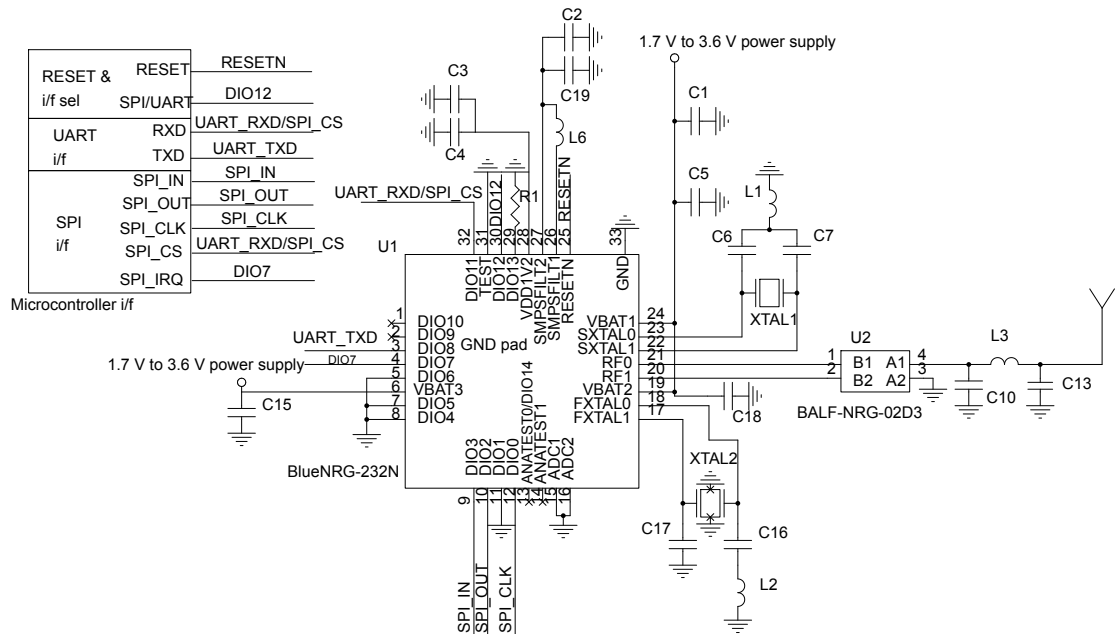 RESET & i/f sel
RESET
RESETN
SPI/UART
DIO12
UART i/f
RXD
UART_RXD/SPI_CS
TXD
UART_TXD
SPI i/f
SPI_IN
SPI_IN
SPI_OUT
SPI_OUT
SPI_CLK
SPI_CLK
SPI_CS
UART_RXD/SPI_CS
SPI_IRQ
DIO7
Microcontroller i/f
C2
C19
C3
C4
L6
R1
DIO12
RESETN
UART_RXD/SPI_CS
1.7 V to 3.6 V power supply
C1
C5
L1
C6
C7
XTAL1
U1
32
31
30
29
28
27
26
25
33
DIO11
TEST
DIO12
DIO13
VDD1V2
SMPSFILT2
SMPSFILT1
RESETN
GND
GND pad
1
DIO10
2
DIO9
UART_TXD
3
DIO8
DIO7
4
DIO7
5
DIO6
1.7 V to 3.6 V power supply
6
VBAT3
7
DIO5
8
DIO4
C15
VBAT1
24
SXTAL0
23
SXTAL1
22
RF0
21
RF1
20
VBAT2
19
FXTAL0
18
FXTAL1
17
DIO3
DIO2
DIO1
DIO0
ANATEST0/DIO14
ANATEST1
ADC1
ADC2
9
10
11
12
13
14
15
16
BlueNRG-232N
SPI_IN
SPI_OUT
SPI_CLK
C18
XTAL2
C17
C16
L2
U2
1
B1
A1
4
2
B2
A2
3
BALF-NRG-02D3
L3
C10
C13